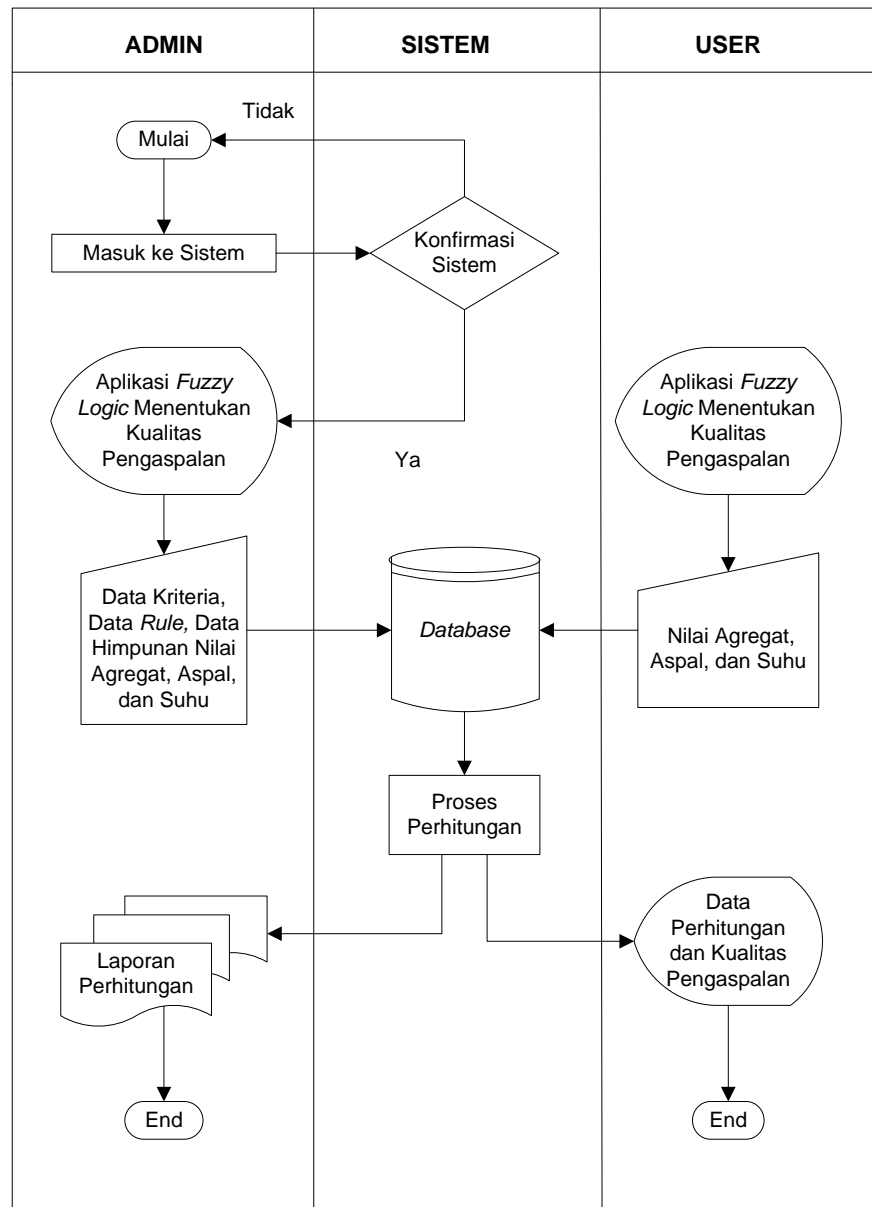 ADMIN
SISTEM
USER
Tidak
Mulai
Masuk ke Sistem
Konfirmasi
Sistem
Aplikasi Fuzzy
Logic Menentukan
Kualitas
Pengaspalan
Ya
Aplikasi Fuzzy
Logic Menentukan
Kualitas
Pengaspalan
Data Kriteria,
Data Rule, Data
Himpunan Nilai
Agregat, Aspal,
dan Suhu
Database
Nilai Agregat,
Aspal, dan Suhu
Proses
Perhitungan
Laporan
Perhitungan
Data
Perhitungan
dan Kualitas
Pengaspalan
End
End